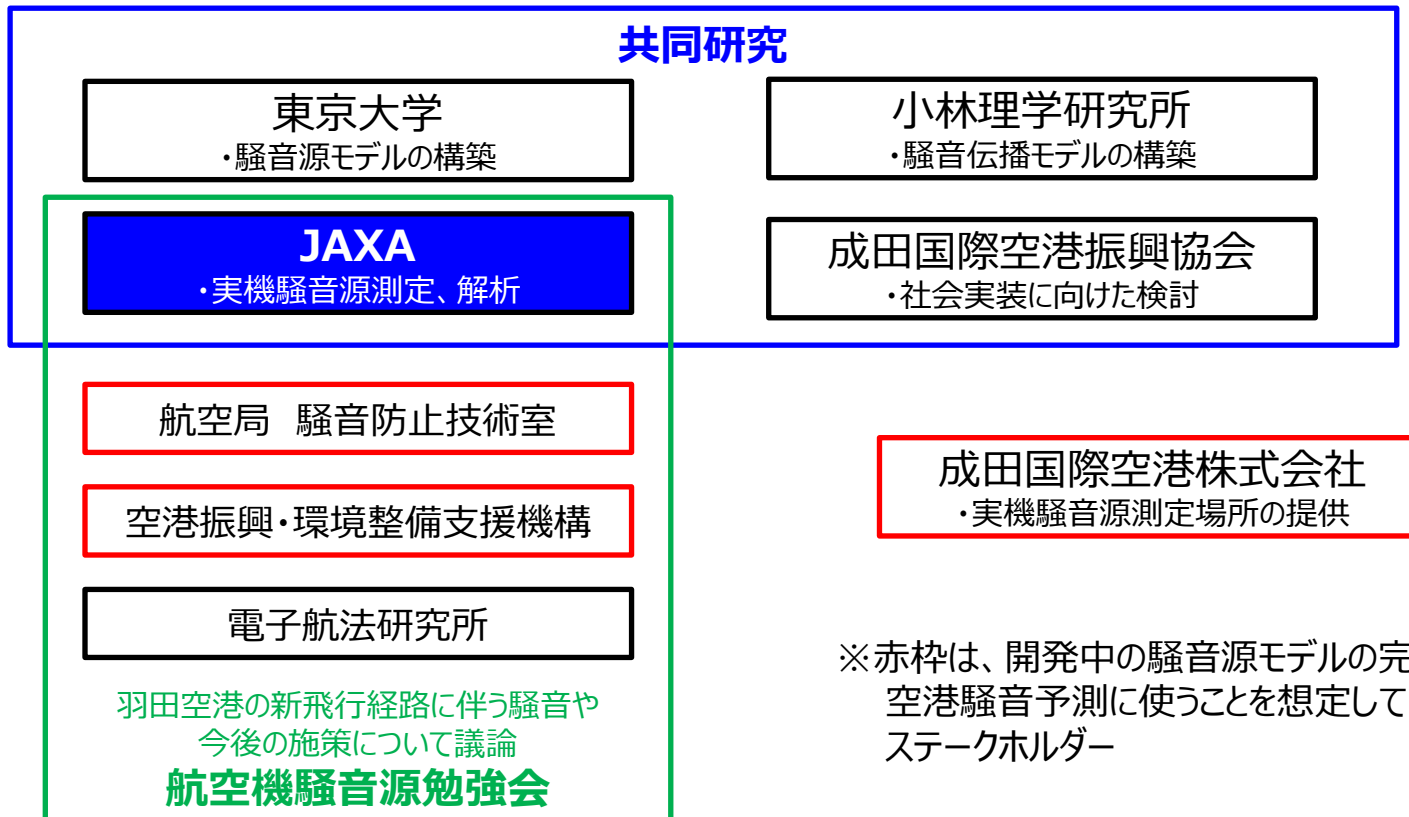 共同研究
東京大学
・騒音源モデルの構築
小林理学研究所
・騒音伝播モデルの構築
JAXA
・実機騒音源測定、解析
成田国際空港振興協会
・社会実装に向けた検討
航空局　騒音防止技術室
空港振興・環境整備支援機構
電子航法研究所
羽田空港の新飛行経路に伴う騒音や
今後の施策について議論
航空機騒音源勉強会
成田国際空港株式会社
・実機騒音源測定場所の提供
※赤枠は、開発中の騒音源モデルの完
空港騒音予測に使うことを想定して
ステークホルダー